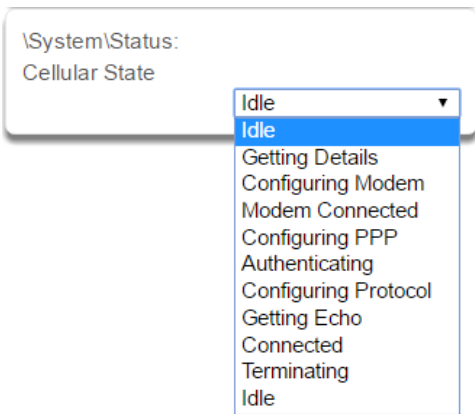 \System\Status:
Cellular State
Idle
Idle
Getting Details
Configuring Modem
Modem Connected
Configuring PPP
Authenticating
Configuring Protocol
Getting Echo
Connected
Terminating
Idle